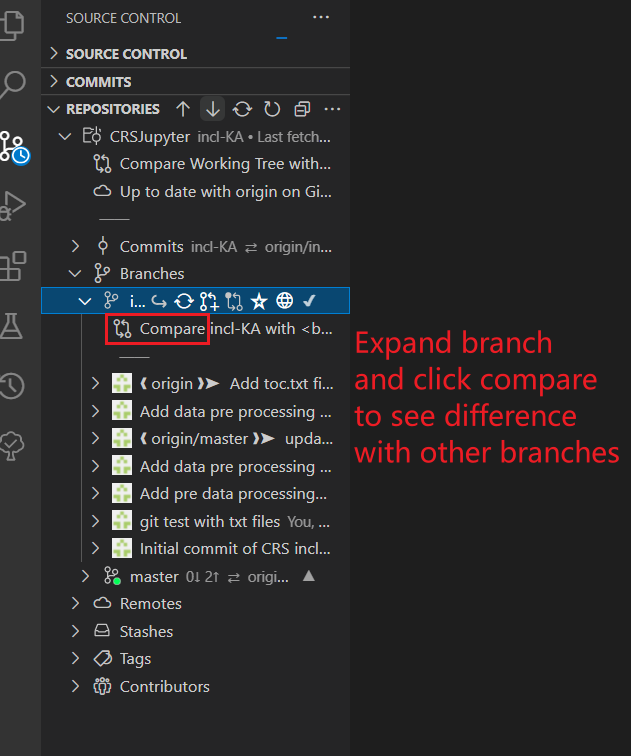 SOURCE CONTROL
SOURCE CONTROL
COMMITS
REPOSITORIES
CRSJupyter incl-KA • Last fetch...
Compare Working Tree with...
Up to date with origin on Gi...
Commits incl-KA ⇄ origin/in...
Branches
i...
Compare incl-KA with <b...
Expand branch
and click compare
to see difference
with other branches
❰ origin ❱➤ Add toc.txt fi...
Add data pre processing ...
❰ origin/master ❱➤ upda...
Add data pre processing ...
Add pre data processing...
git test with txt files You, ...
Initial commit of CRS incl...
master 0↓ 2↑ ⇄ origi... ▲
Remotes
Stashes
Tags
Contributors